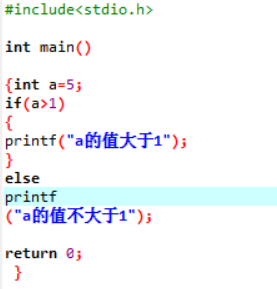 #include<stdio.h>
int main()
{int a=5;
if(a>1)
{
printf("a的值大于1");
}
else
printf
("a的值不大于1");
return 0;
}